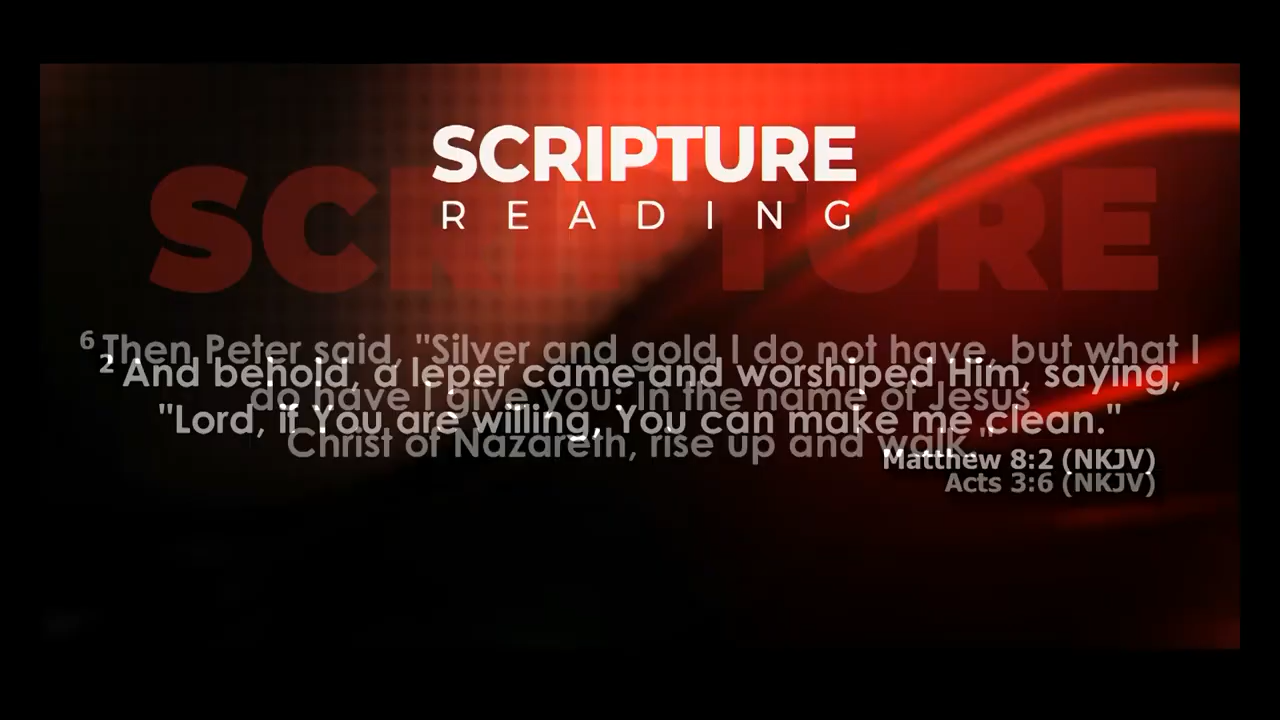 SCRIPTURE
SCRIPTURE
READING
6 Then Peter said, "Silver and gold I do not have, but what I
do have I give you: In the name of Jesus
Christ of Nazareth, rise up and walk."
Acts 3:6 (NKJV)
2 And behold, a leper came and worshiped Him, saying,
"Lord, if You are willing, You can make me clean."
Matthew 8:2 (NKJV)